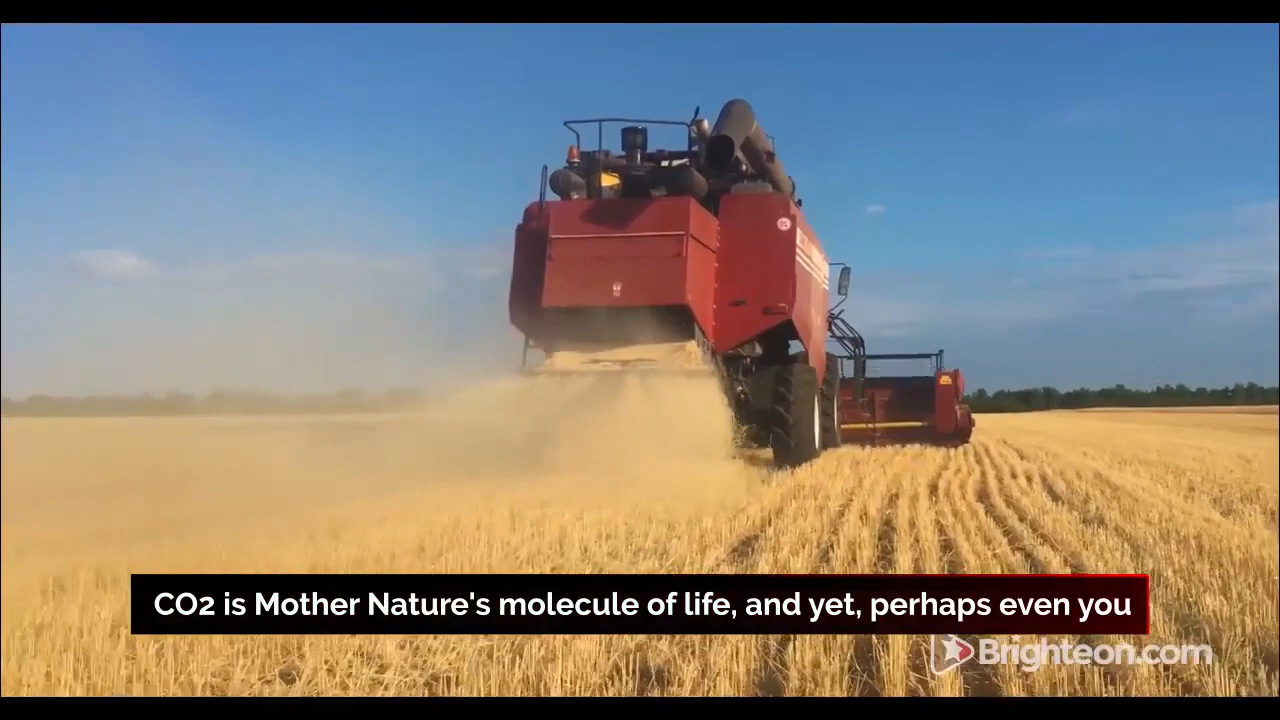 CO2 is Mother Nature's molecule of life, and yet, perhaps even you
Brighteon.com